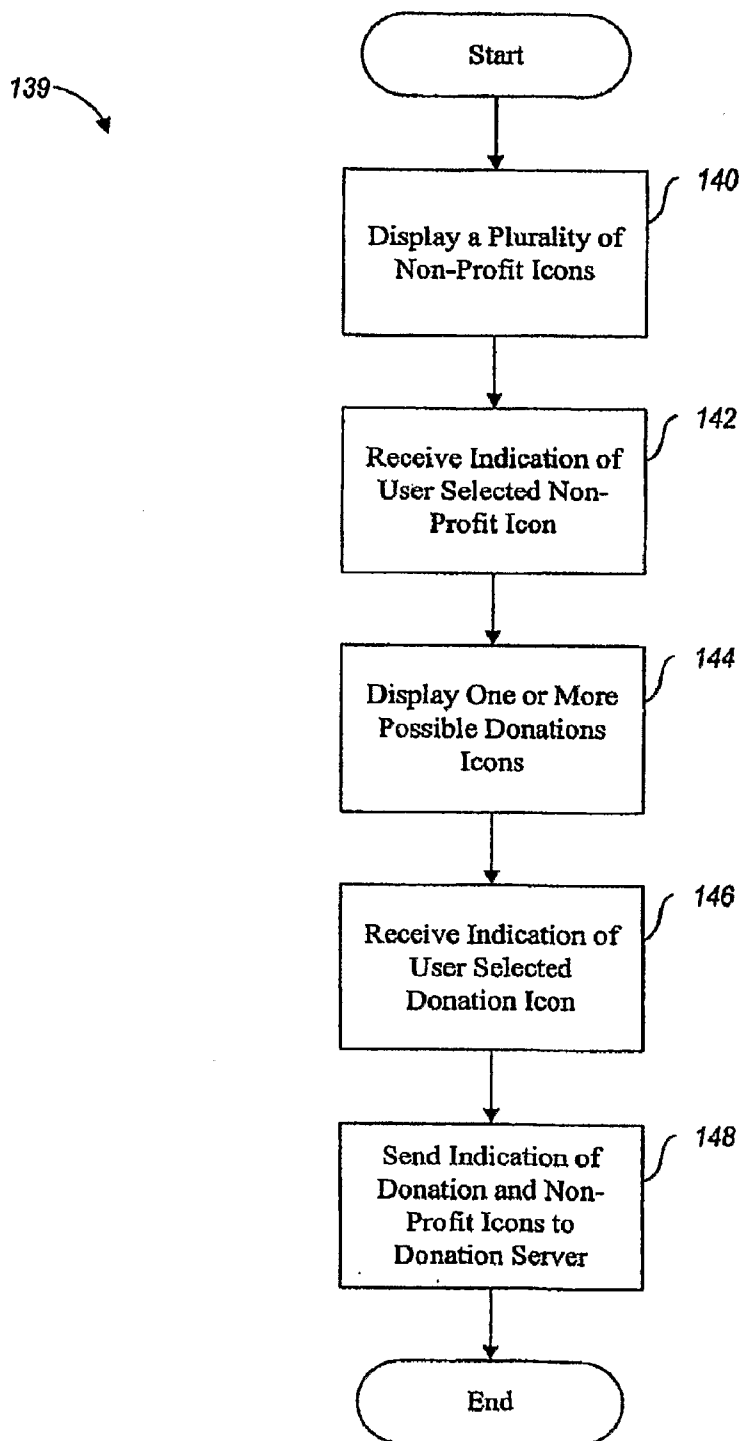 Start
139
140
Display a Plurality of
Non-Profit Icons
142
Receive Indication of
User Selected Non-
Profit Icon
144
Display One or More
Possible Donations
Icons
146
Receive Indication of
User Selected
Donation Icon
148
Send Indication of
Donation and Non-
Profit Icons to
Donation Server
End